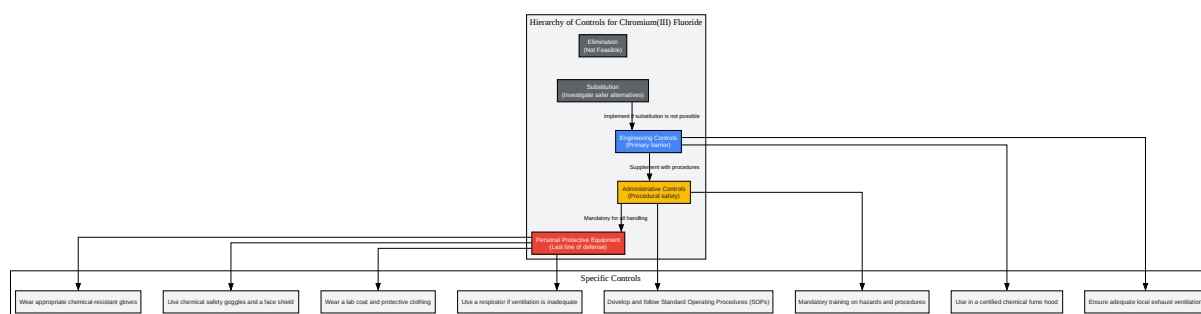 Hierarchy of Controls for Chromium(III) Fluoride
Elimination
(Not Feasible)
Substitution
(Investigate safer alternatives)
Implement if substitution is not possible
Engineering Controls
(Primary barrier)
Supplement with procedures
Administrative Controls
(Procedural safety)
Mandatory for all handling
Personal Protective Equipment
(Last line of defense)
Specific Controls
Wear appropriate chemical-resistant gloves
Use chemical safety goggles and a face shield
Wear a lab coat and protective clothing
Use a respirator if ventilation is inadequate
Develop and follow Standard Operating Procedures (SOPs)
Mandatory training on hazards and procedures
Use in a certified chemical fume hood
Ensure adequate local exhaust ventilation